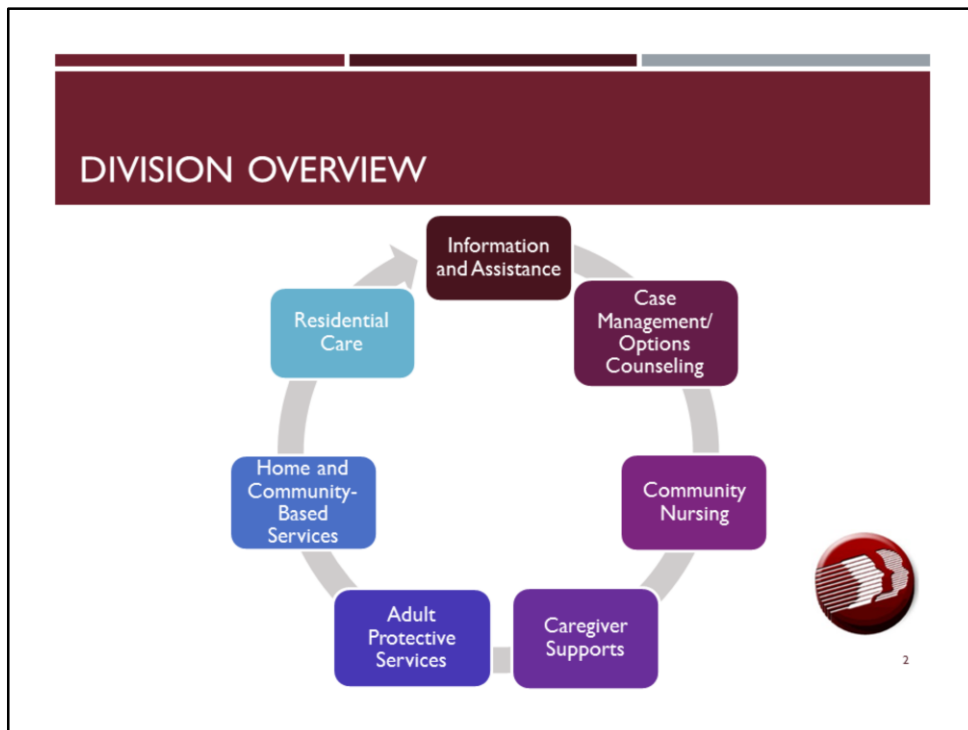 DIVISION OVERVIEW
Information
and Assistance
Case
Management/
Options
Counseling
Community
Nursing
Caregiver
Supports
Adult
Protective
Services
Home and
Community-
Based
Services
Residential
Care
2